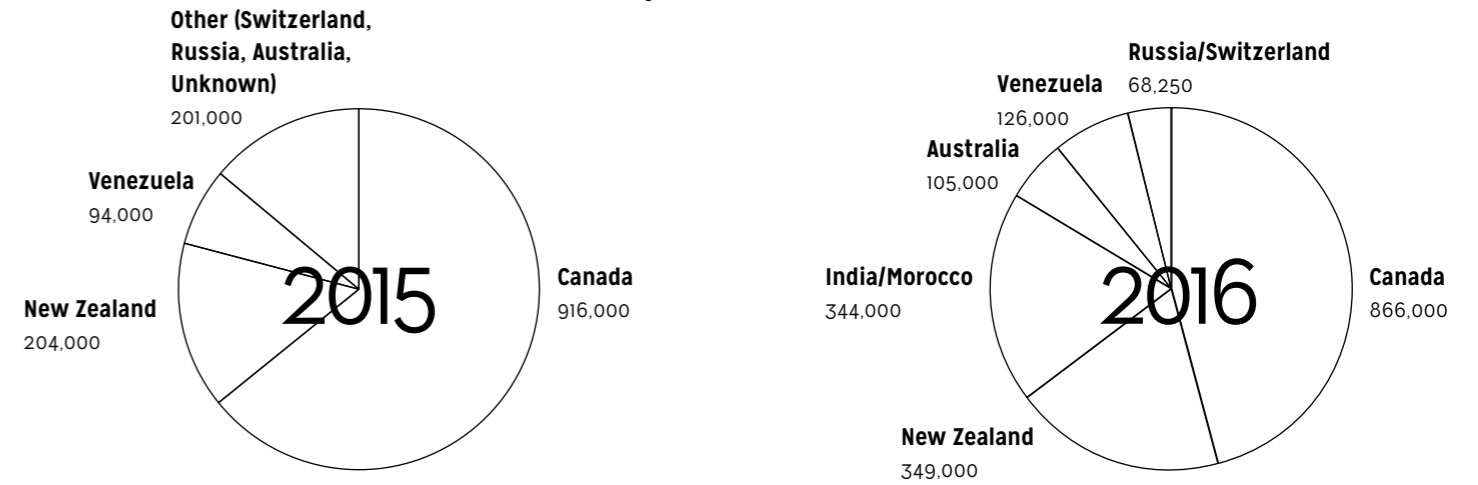 Other (Switzerland,
Russia, Australia,
Unknown)
201,000
Venezuela
94,000
New Zealand
204,000
2015
Canada
916,000
Russia/Switzerland
68,250
Venezuela
126,000
Australia
105,000
India/Morocco
344,000
New Zealand
349,000
2016
Canada
866,000